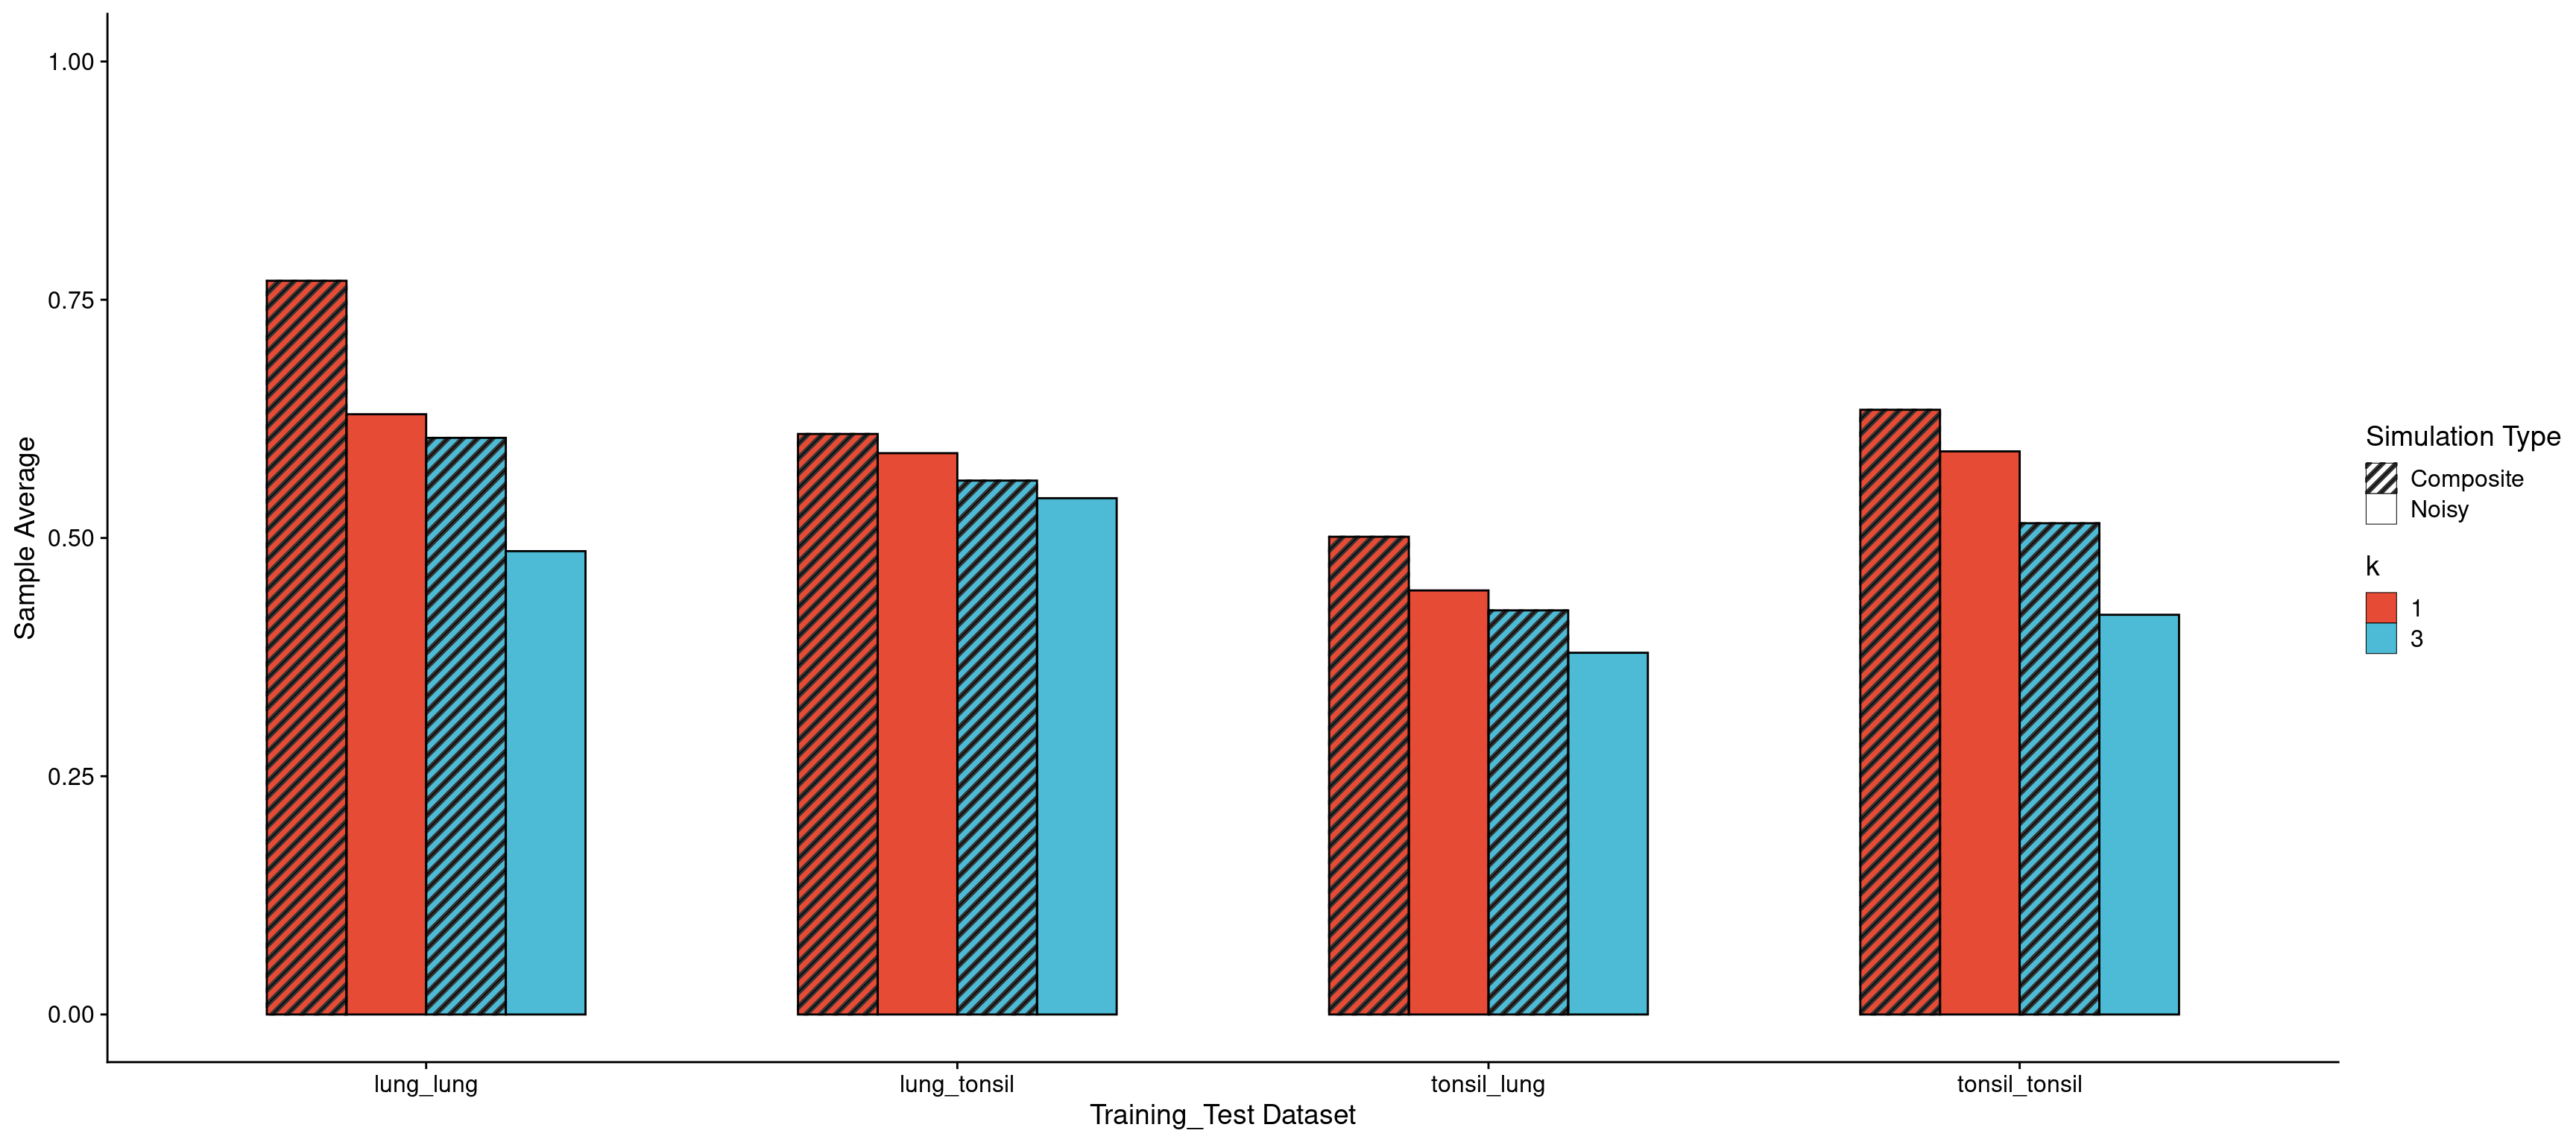 1.00
0.75
0.50
0.25
0.00
Sample Average
lung_lung
lung_tonsil
tonsil_lung
tonsil_tonsil
Training_Test Dataset
Simulation Type
Composite
Noisy
k
1
3